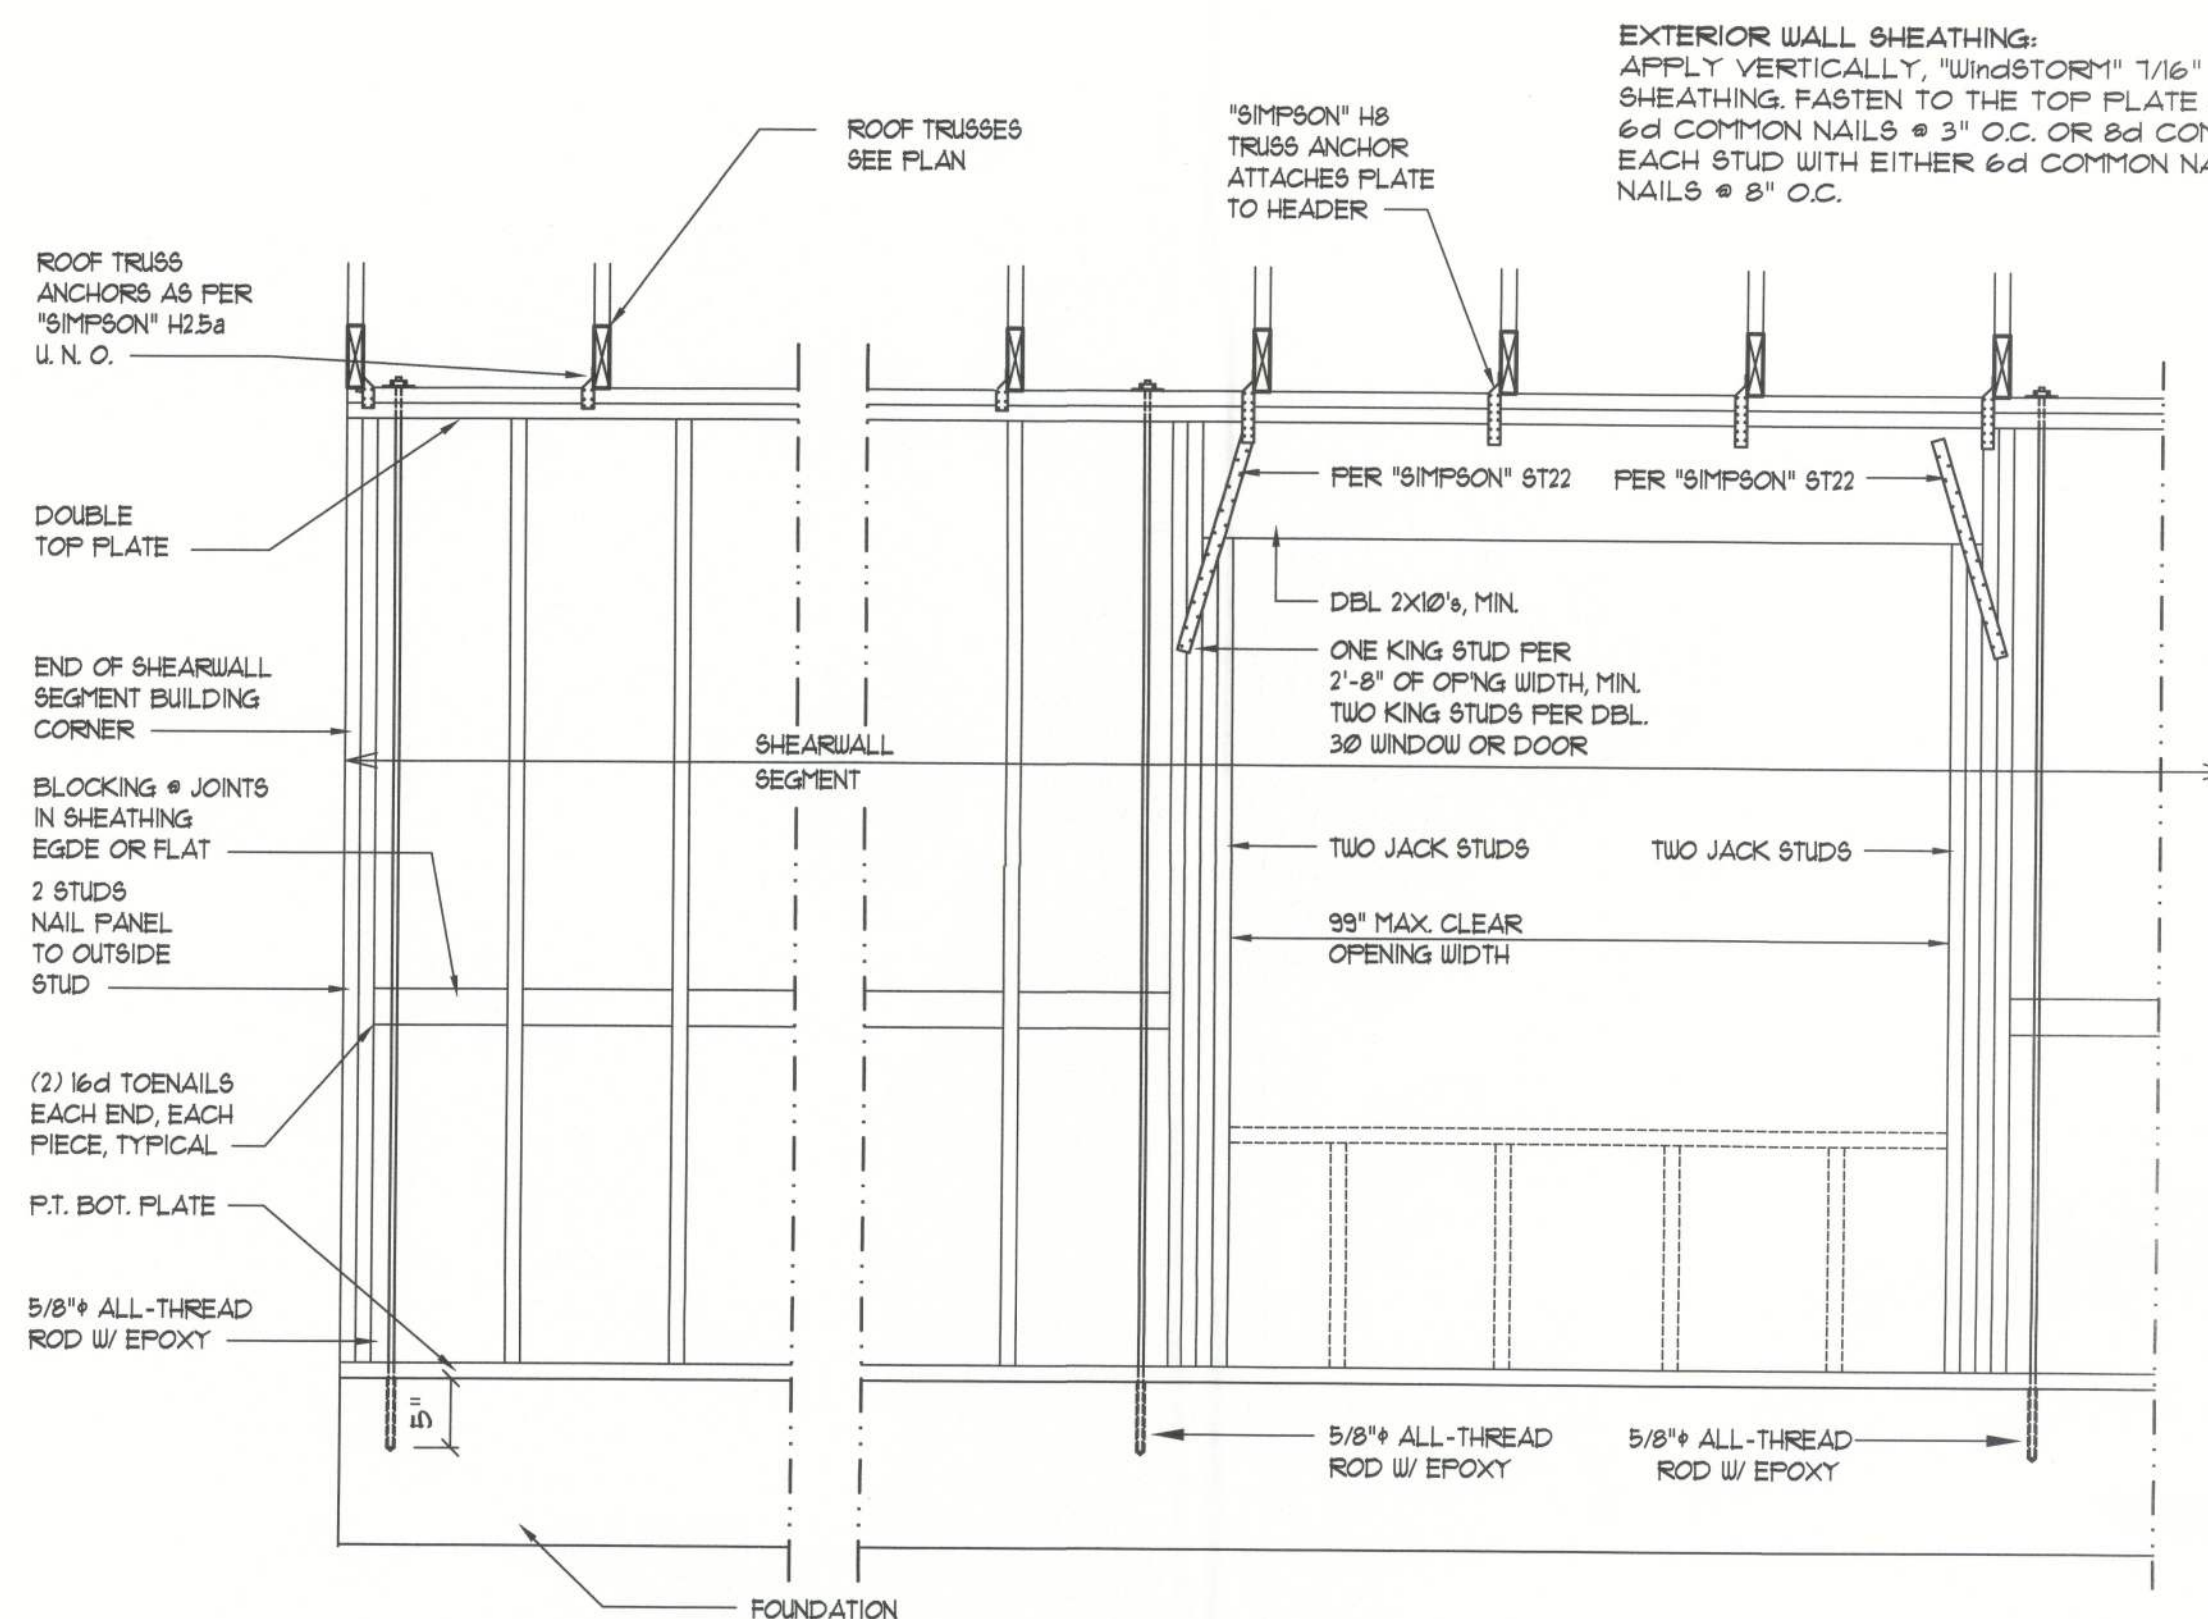 EXTERIOR WALL SHEATHING:
APPLY VERTICALLY, "WindSTORM" 7/16"
SHEATHING. FASTEN TO THE TOP PLATE
6d COMMON NAILS @ 3" O.C. OR 8d
EACH STUD WITH EITHER 6d COMMON
NAILS @ 8" O.C.
"SIMPSON" H8
TRUSS ANCHOR
ATTACHES PLATE
TO HEADER
ROOF TRUSSES
SEE PLAN
ROOF TRUSS
ANCHORS AS PER
"SIMPSON" H2.5a
U. N. O.
PER "SIMPSON" ST22
PER "SIMPSON" ST22
DOUBLE
TOP PLATE
DBL 2X10's, MIN.
ONE KING STUD PER
2'-8" OF OP'NG WIDTH, MIN.
TWO KING STUDS PER DBL.
30 WINDOW OR DOOR
END OF SHEARWALL
SEGMENT BUILDING
CORNER
SHEARWALL
SEGMENT
BLOCKING @ JOINTS
IN SHEATHING
EGDE OR FLAT
TWO JACK STUDS
TWO JACK STUDS
2 STUDS
NAIL PANEL
TO OUTSIDE
STUD
99" MAX. CLEAR
OPENING WIDTH
(2) 16d TOENAILS
EACH END, EACH
PIECE, TYPICAL
P.T. BOT. PLATE
5/8"ϕ ALL-THREAD
ROD W/ EPOXY
5"
5/8"ϕ ALL-THREAD
ROD W/ EPOXY
5/8"ϕ ALL-THREAD
ROD W/ EPOXY
FOUNDATION